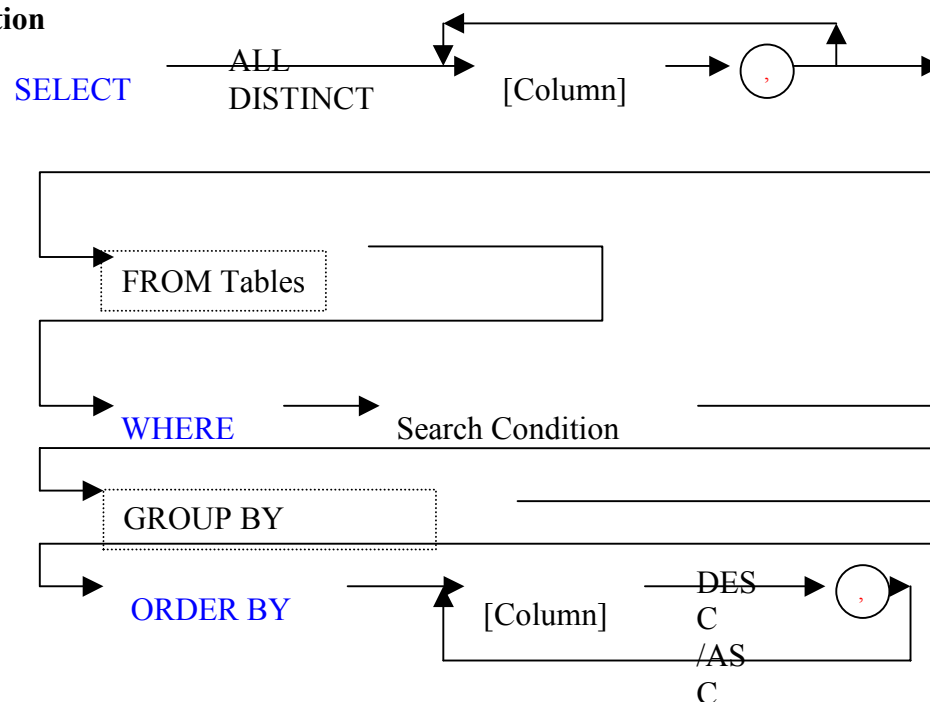 tion
ALL
SELECT
DISTINCT
[Column]
,
FROM Tables
WHERE
Search Condition
GROUP BY
ORDER BY
[Column]
DES
C
/AS
C
,